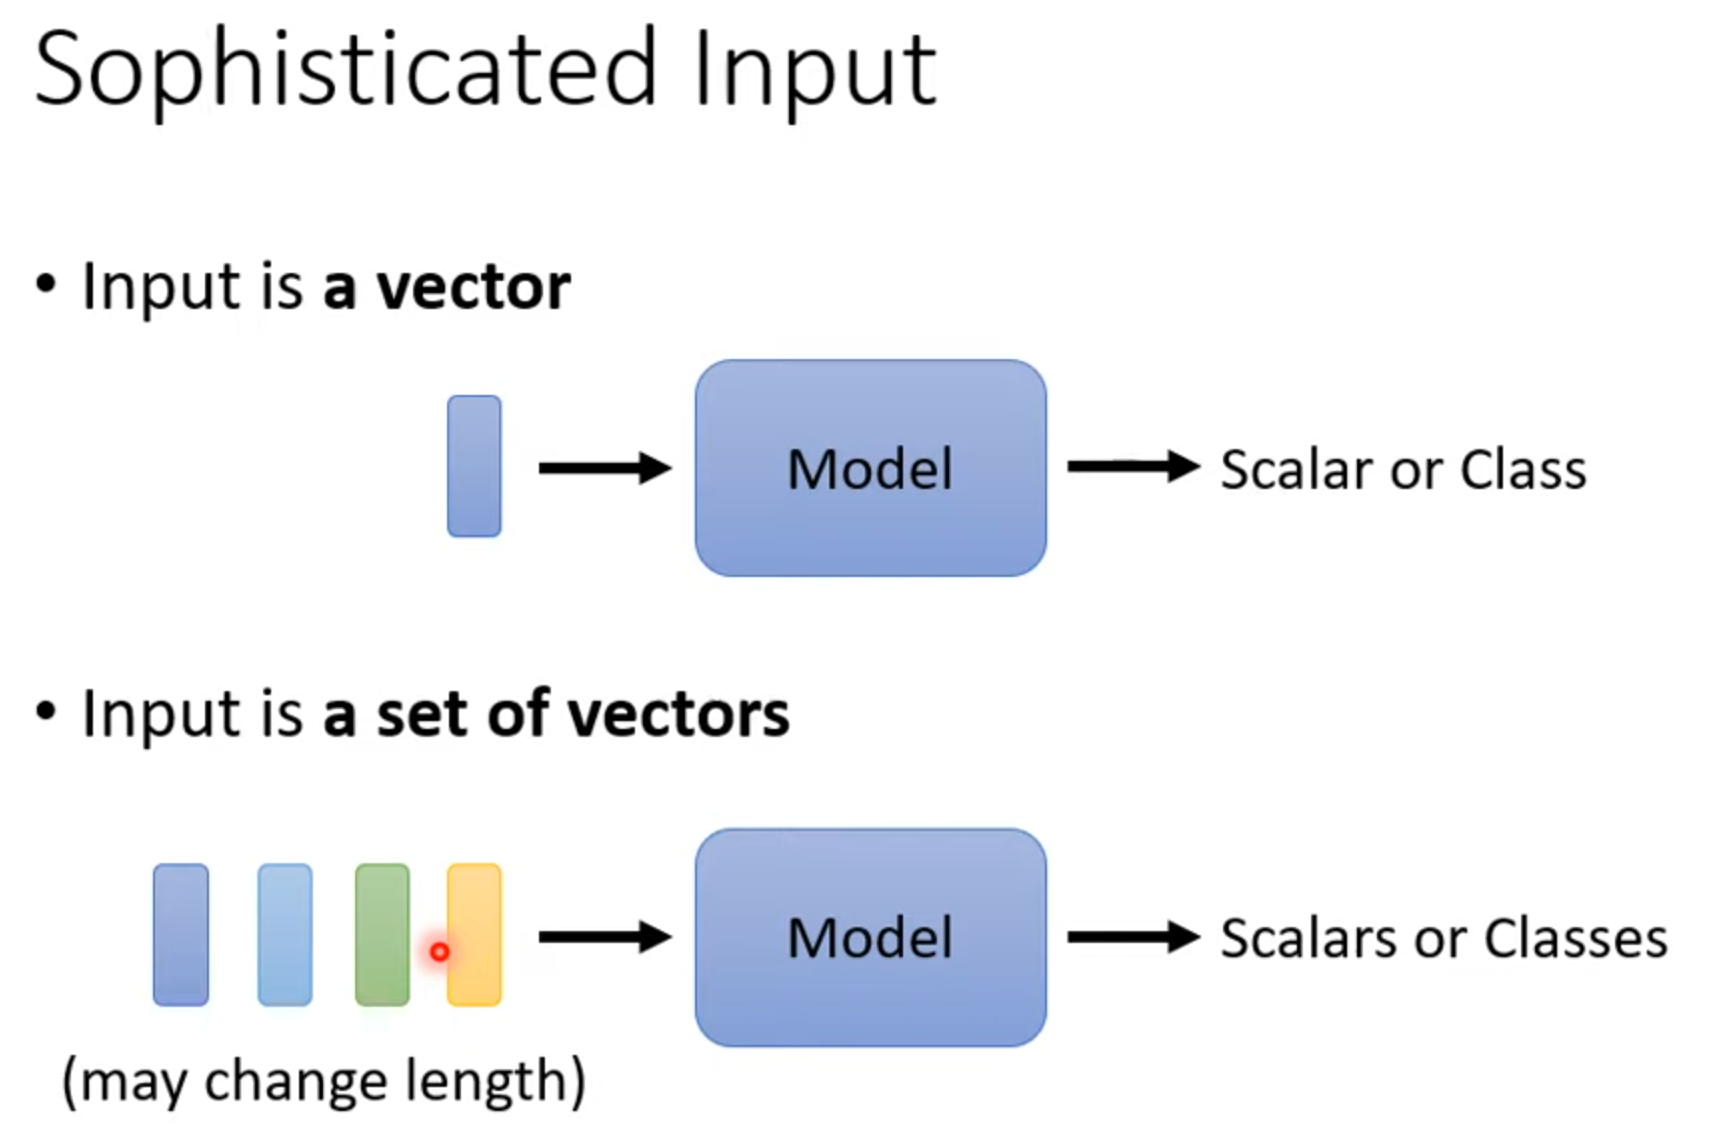 Sophisticated Input
• Input is a vector
Model
Scalar or Class
• Input is a set of vectors
Model
Scalars or Classes
(may change length)